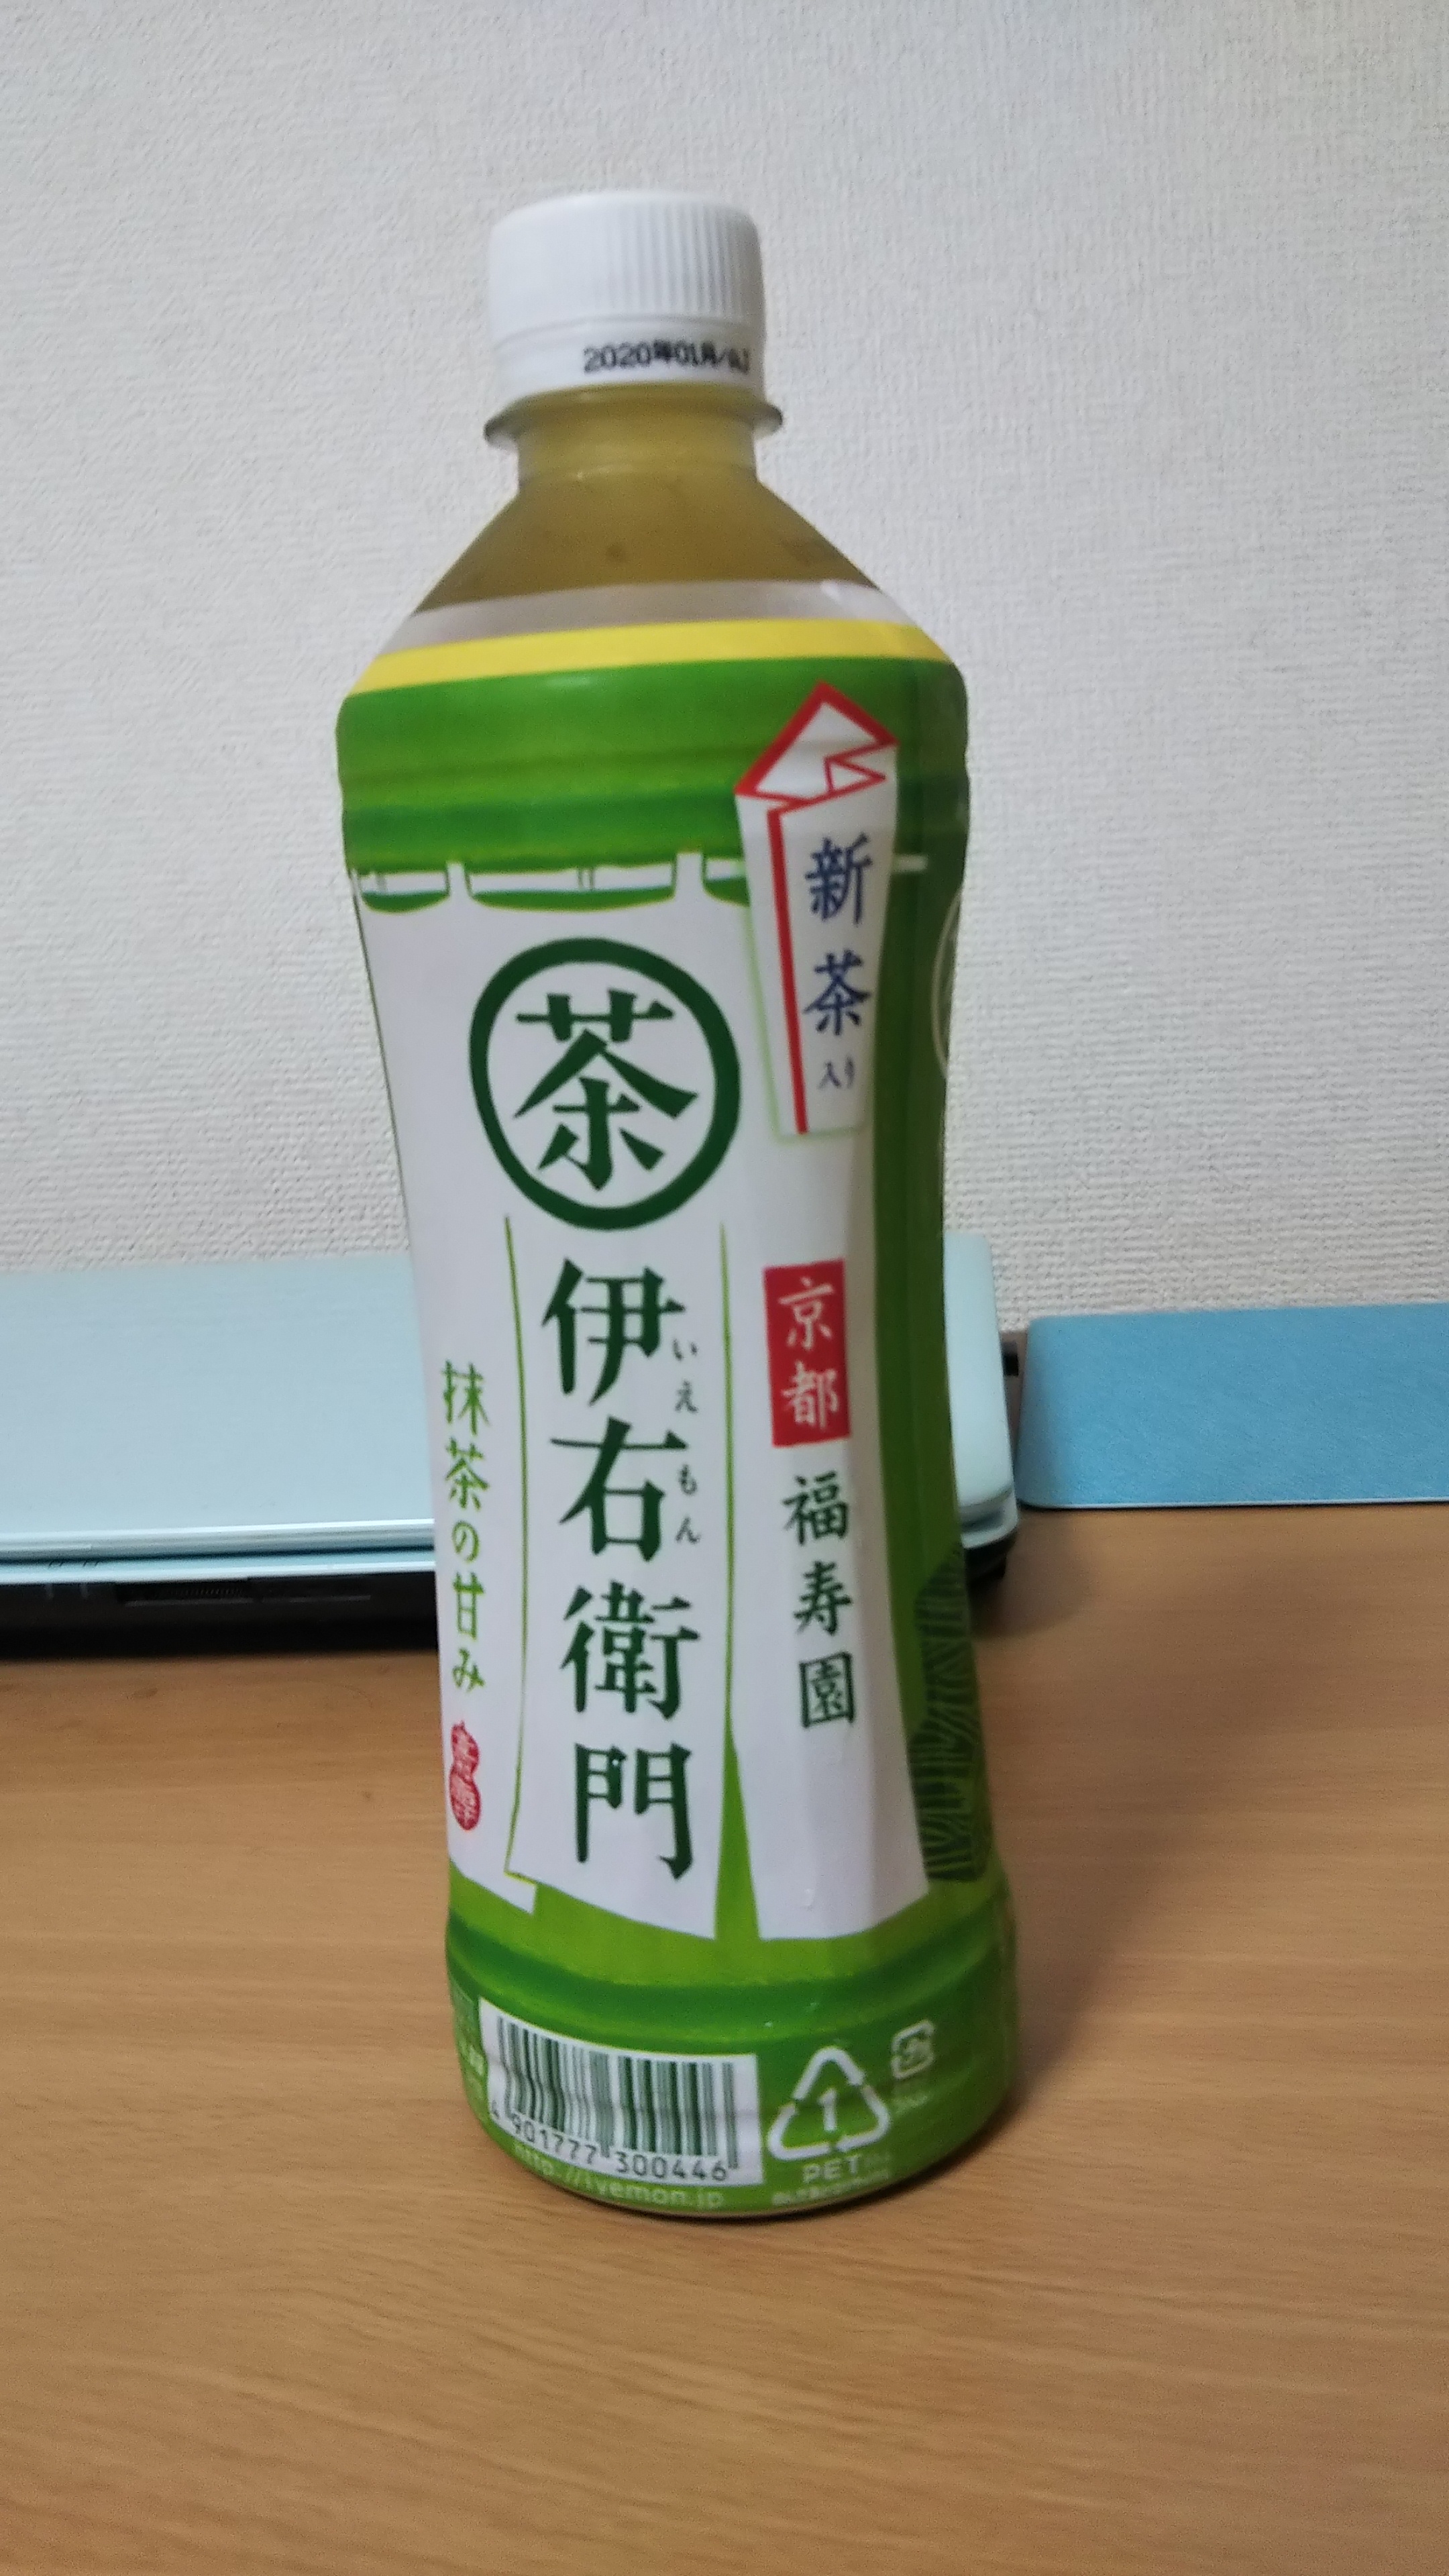 2020年01月/
新茶入り
茶
京都 福寿園
伊右衛門
いえもん
抹茶の甘み
4 901777 300446
http://iyemon.jp
1
PET